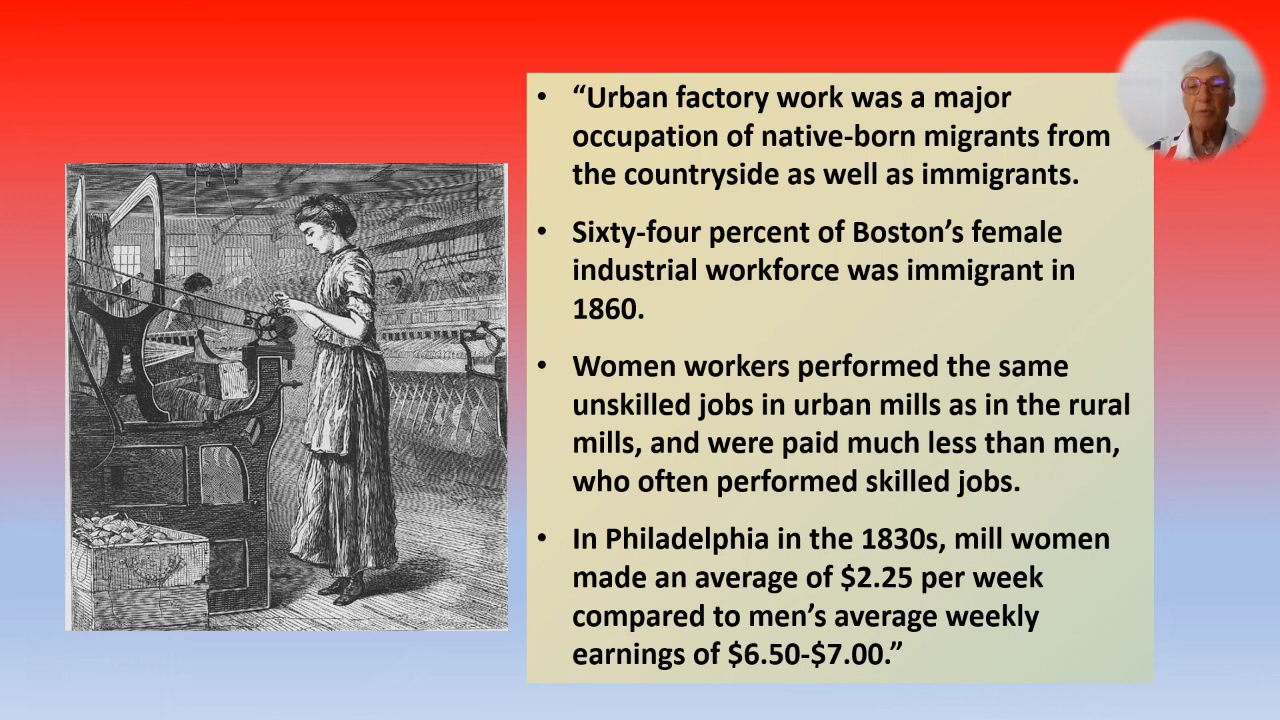 • “Urban factory work was a major
occupation of native-born migrants from
the countryside as well as immigrants.
• Sixty-four percent of Boston’s female
industrial workforce was immigrant in
1860.
• Women workers performed the same
unskilled jobs in urban mills as in the rural
mills, and were paid much less than men,
who often performed skilled jobs.
• In Philadelphia in the 1830s, mill women
made an average of $2.25 per week
compared to men’s average weekly
earnings of $6.50-$7.00.”